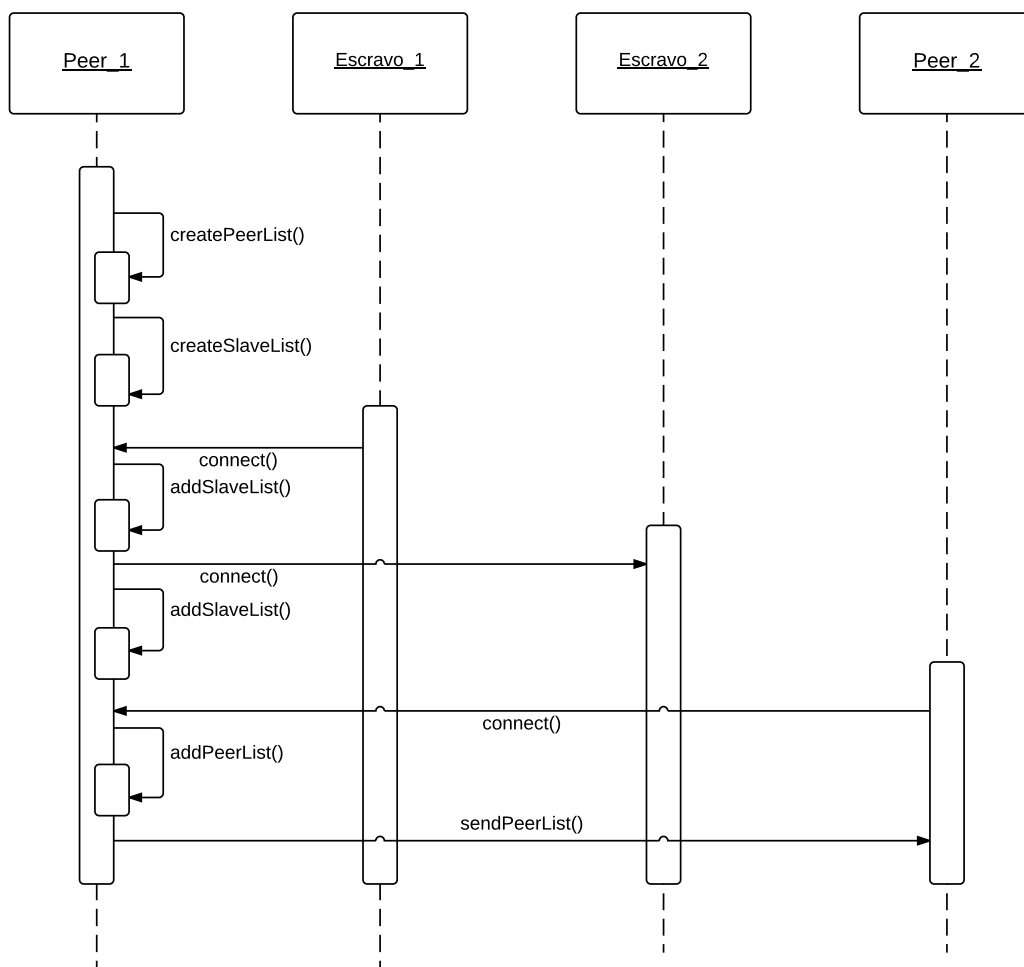 Peer_1
Escravo_1
Escravo_2
Peer_2
createPeerList()
createSlaveList()
connect()
addSlaveList()
connect()
addSlaveList()
connect()
addPeerList()
sendPeerList()